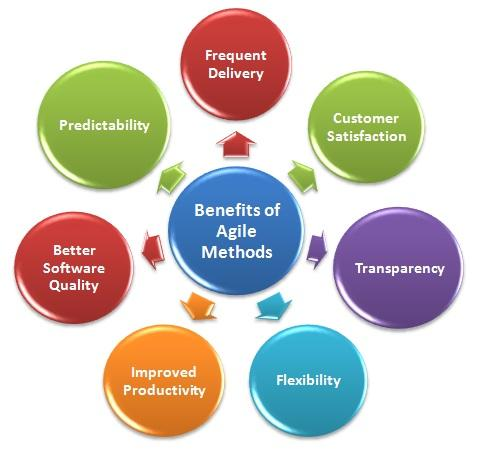 Frequent
Delivery
Customer
Satisfaction
Predictability
Benefits of
Agile
Methods
Transparency
Better
Software
Quality
Improved
Productivity
Flexibility